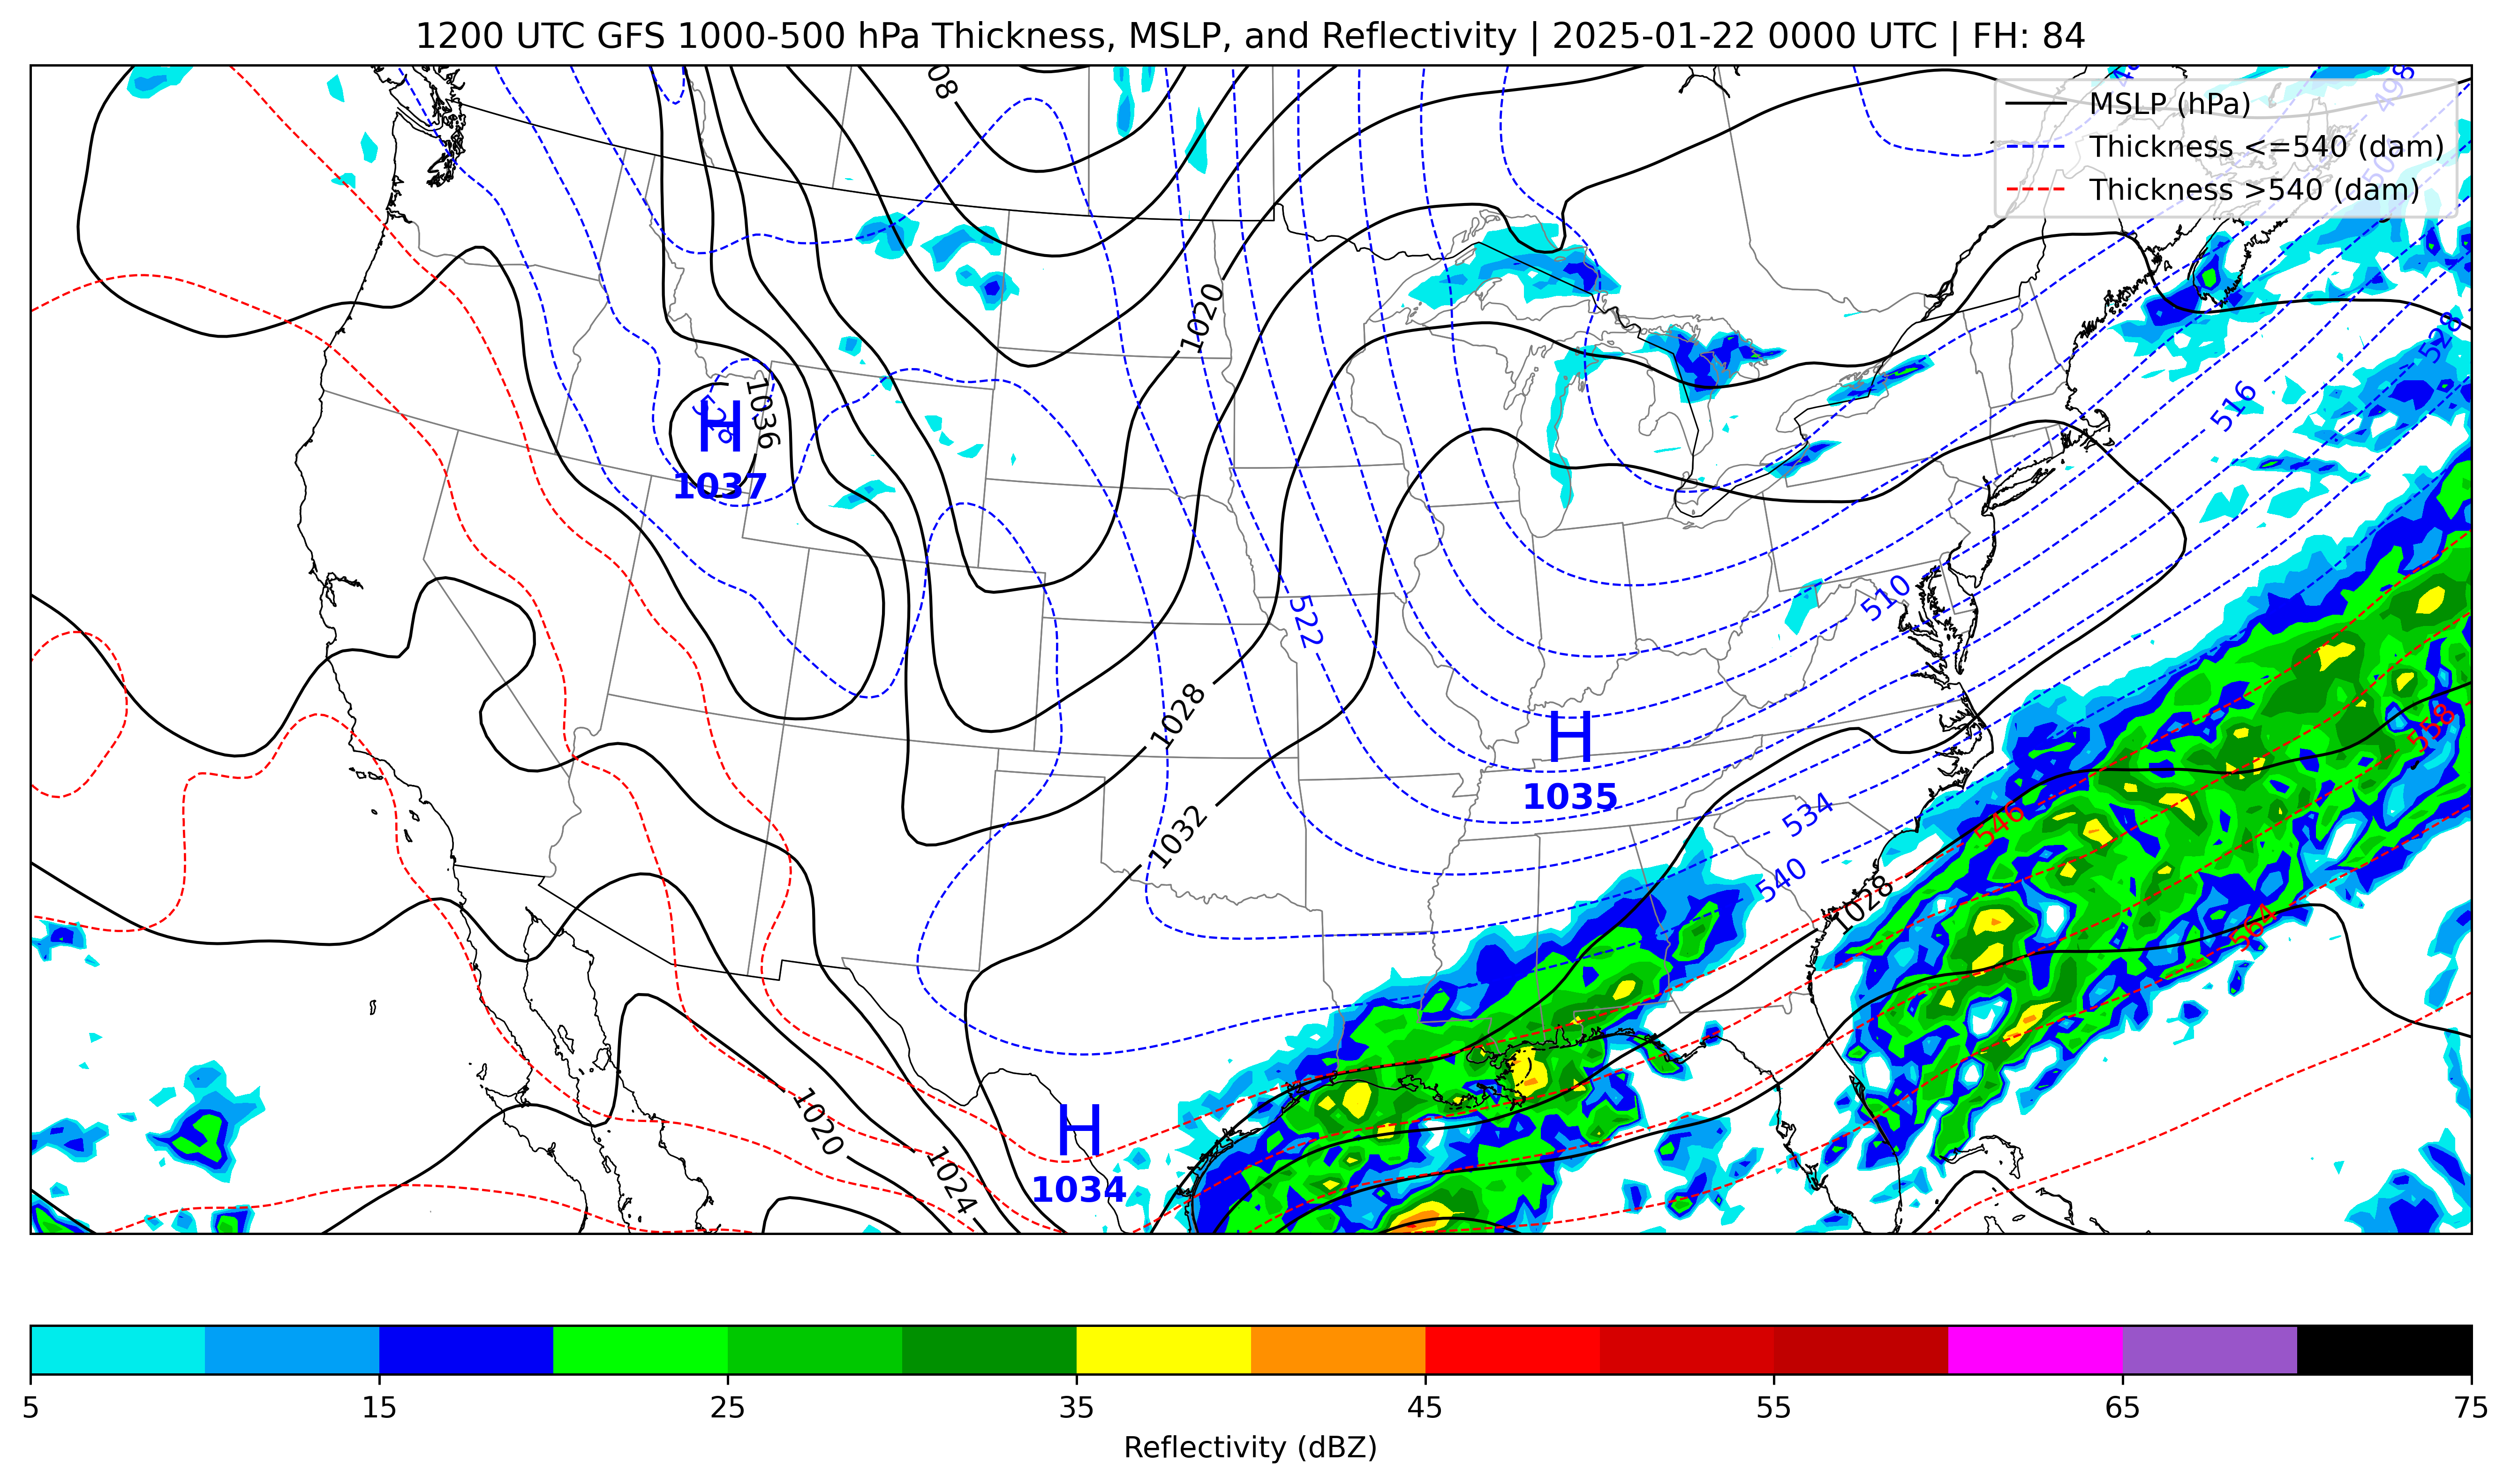 1200 UTC GFS 1000-500 hPa Thickness, MSLP, and Reflectivity | 2025-01-22 0000 UTC | FH: 84
MSLP (hPa)
Thickness <=540 (dam)
Thickness >540 (dam)
498
504
528
516
510
522
534
540
546
558
564
1020
1036
1028
1032
1028
1020
1024
H
1037
H
1035
H
1034
5 15 25 35 45 55 65 75
Reflectivity (dBZ)